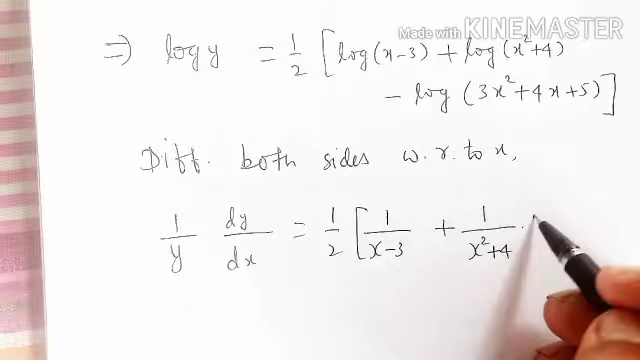 Made with KINEMASTER
⇒ log y = 1/2 [log(x-3) + log(x²+4)
- log (3x²+4x+5)]
Diff. both sides w.r. to x,
1/y dy/dx = 1/2 [1/(x-3) + 1/(x²+4) ·